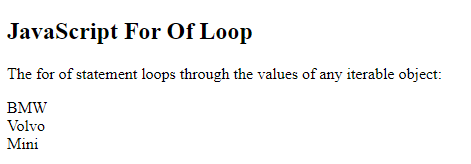 JavaScript For Of Loop
The for of statement loops through the values of any iterable object:
BMW
Volvo
Mini